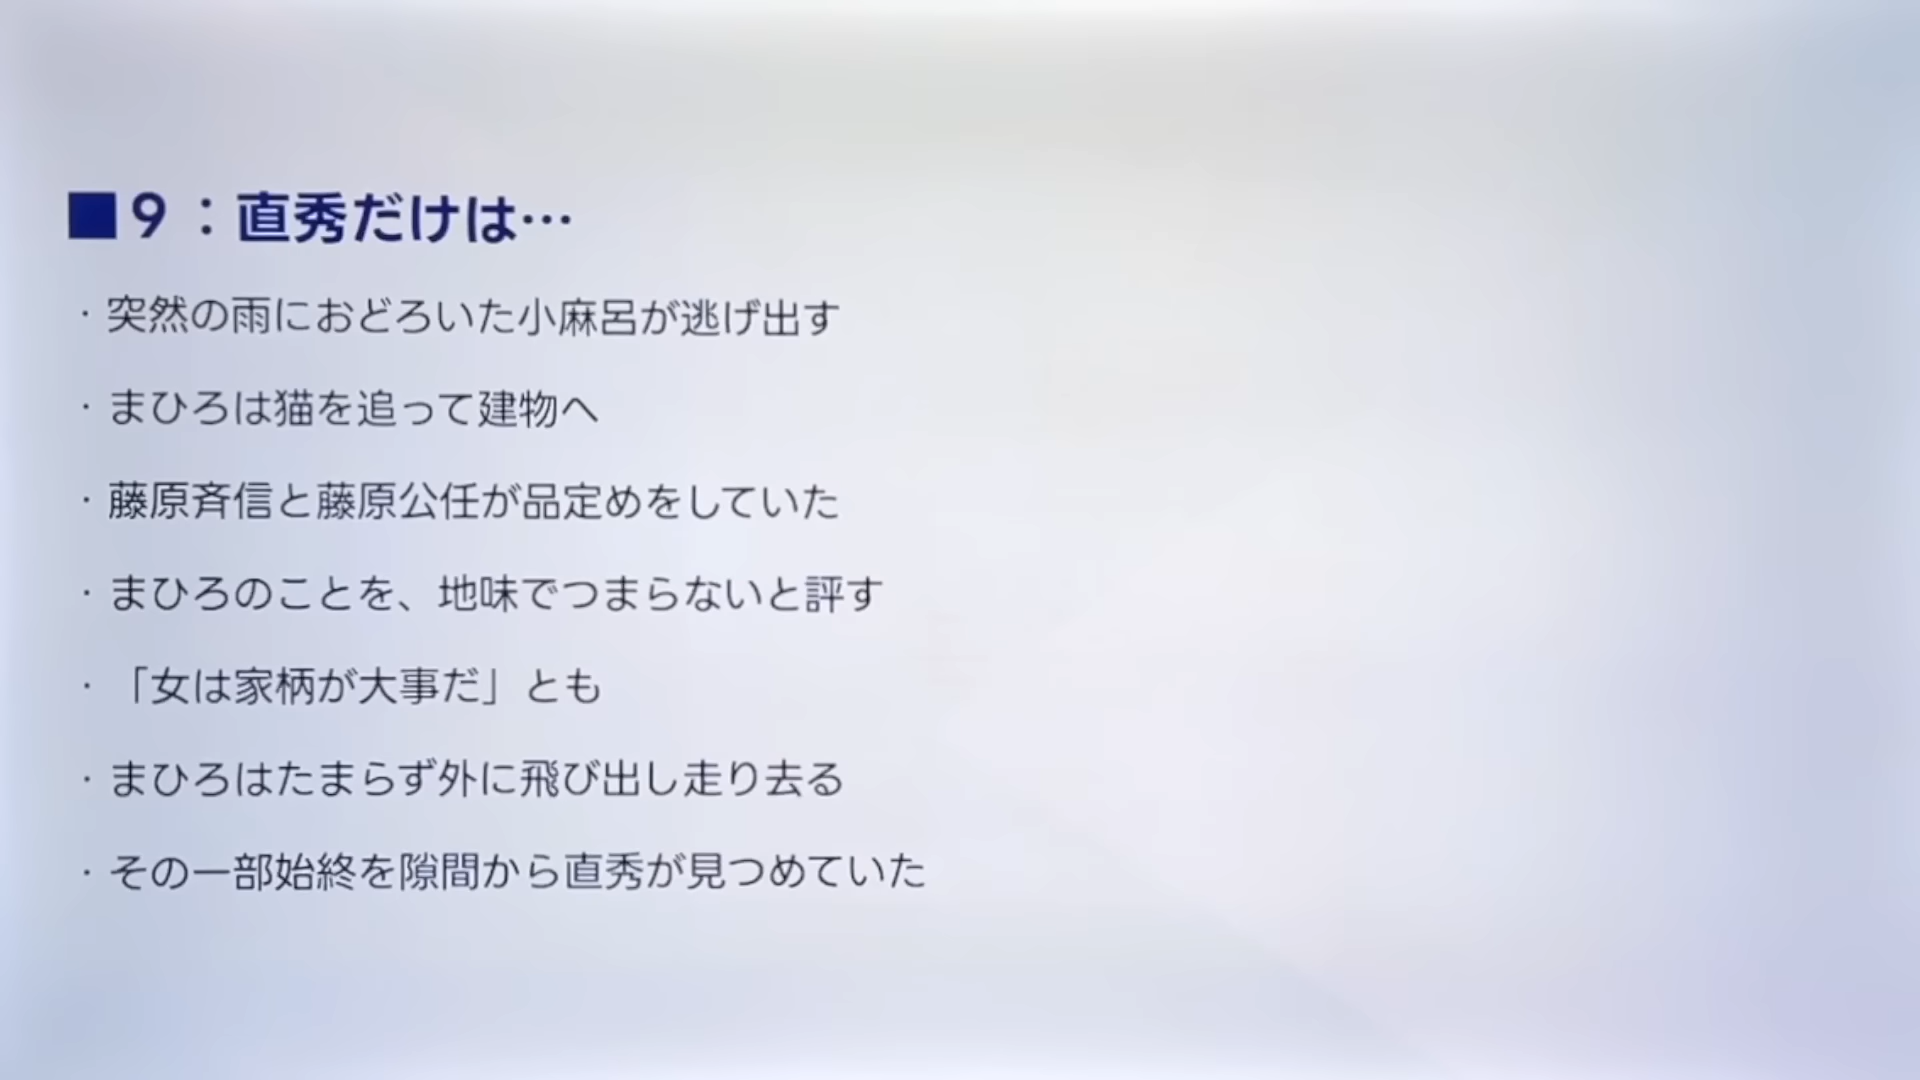 ■9：直秀だけは…
・突然の雨におどろいた小麻呂が逃げ出す
・まひろは猫を追って建物へ
・藤原斉信と藤原公任が品定めをしていた
・まひろのことを、地味でつまらないと評す
・「女は家柄が大事だ」とも
・まひろはたまらず外に飛び出し走り去る
・その一部始終を隙間から直秀が見つめていた